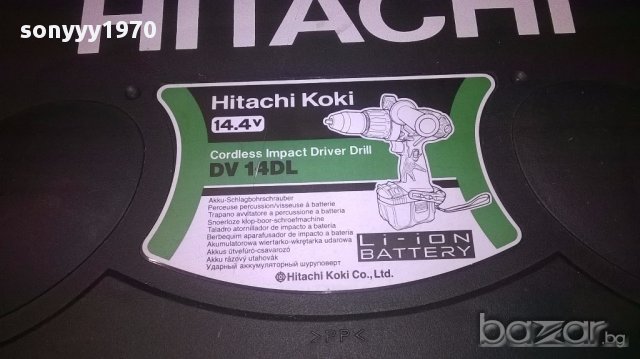 sonyyy1970
HITACHI
Hitachi Koki
14.4v
Cordless Impact Driver Drill
DV 14DL
Akku-Schlagbohrschrauber
Perceuse percussion/visseuse à batterie
Trapano avvitatore a percussione a batteria
Snoerloze klop-boor-schroefmachine
Taladro atornillador de impacto a batería
Berbequim aparafusador de impacto a bateria
Akumulatorowa wiertarko-wkrętarka udarowa
Akkus ütvefúró-csavarozó
Aku rázový utahovák
Ударный аккумуляторный шуруповерт
Li-ION
BATTERY
Hitachi Koki Co., Ltd.
>PP<
bazar.bg